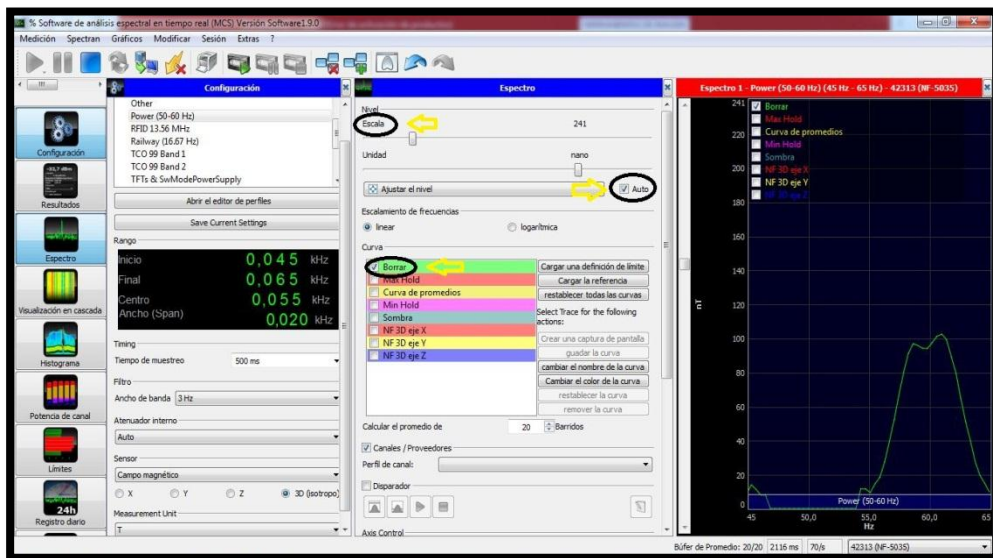 % Software de análisis espectral en tiempo real (MCS) Versión Software1.9.0
Medición Spectran Gráficos Modificar Sesión Extras ?
Configuración
Resultados
Espectro
Visualización en cascada
Histograma
Potencia de canal
Límites
24h
Registro diario
Configuración
Other
Power (50-60 Hz)
RFID 13.56 MHz
Railway (16.67 Hz)
TCO 99 Band 1
TCO 99 Band 2
TFTs & SwModePowerSupply
Abrir el editor de perfiles
Save Current Settings
Rango
Inicio 0,045 kHz
Final 0,065 kHz
Centro 0,055 kHz
Ancho (Span) 0,020 kHz
Timing
Tiempo de muestreo 500 ms
Filtro
Ancho de banda 3 Hz
Atenuador interno
Auto
Sensor
Campo magnético
X Y Z 3D (isotropo)
Measurement Unit
T
Espectro
Nivel
Escala 241
Unidad nano
Ajustar el nivel Auto
Escalamiento de frecuencias
linear logarítmica
Curva
Borrar
Max Hold
Curva de promedios
Min Hold
Sombra
NF 3D eje X
NF 3D eje Y
NF 3D eje Z
Cargar una definición de límite
Cargar la referencia
restablecer todas las curvas
Select Trace for the following
actions:
Crear una captura de pantalla
guadar la curva
cambiar el nombre de la curva
Cambiar el color de la curva
restablecer la curva
remover la curva
Calcular el promedio de 20 Barridos
Canales / Proveedores
Perfil de canal:
Disparador
Axis Control
Espectro 1 - Power (50-60 Hz) (45 Hz - 65 Hz) - 42313 (NF-5035)
Borrar
Max Hold
Curva de promedios
Min Hold
Sombra
NF 3D eje X
NF 3D eje Y
NF 3D eje Z
241
220
200
180
160
140
120
100
80
60
40
20
0
nT
Power (50-60 Hz)
45 50,0 55,0 60,0 65
Hz
Búfer de Promedio: 20/20 2116 ms 70/s 42313 (NF-5035)